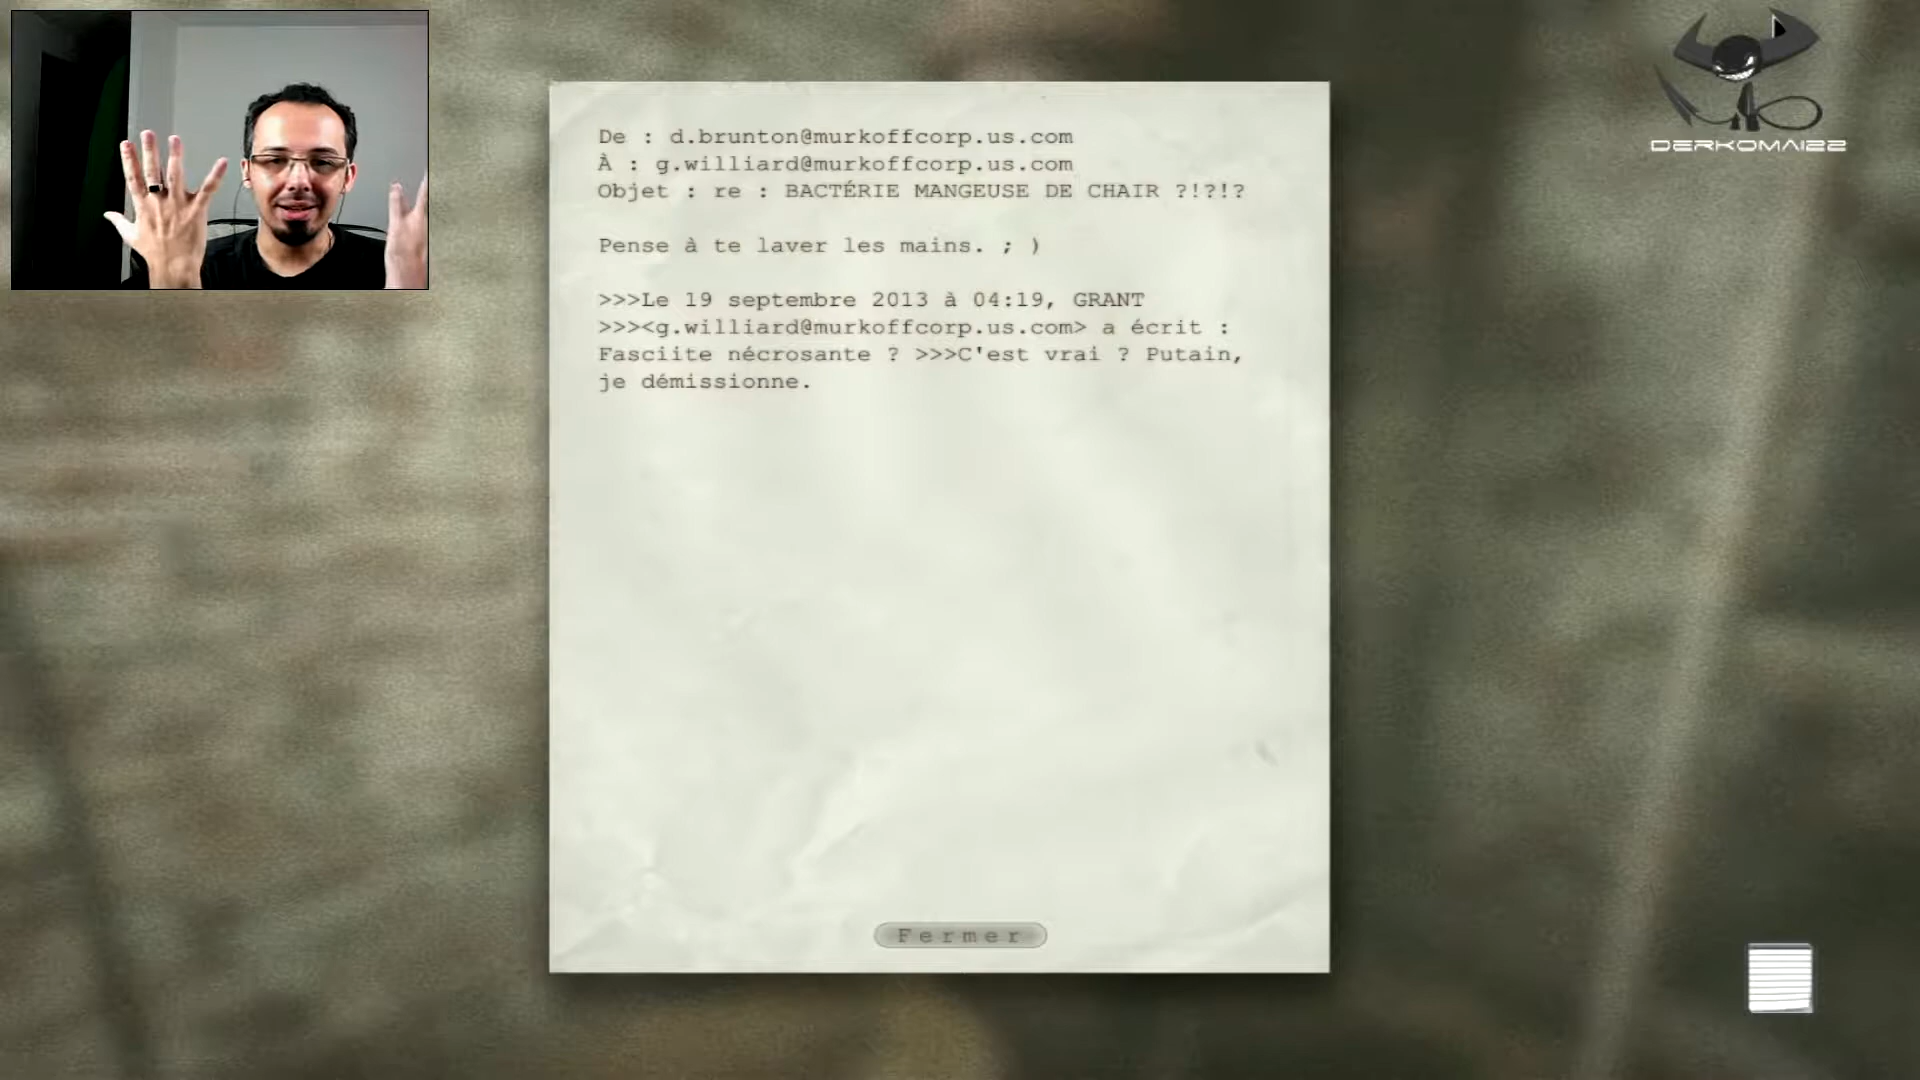 DERKOMAI22
De : d.brunton@murkoffcorp.us.com
À : g.williard@murkoffcorp.us.com
Objet : re : BACTÉRIE MANGEUSE DE CHAIR ?!?!?
Pense à te laver les mains. ; )
>>>Le 19 septembre 2013 à 04:19, GRANT
>>><g.williard@murkoffcorp.us.com> a écrit :
Fasciite nécrosante ? >>>C'est vrai ? Putain,
je démissionne.
Fermer